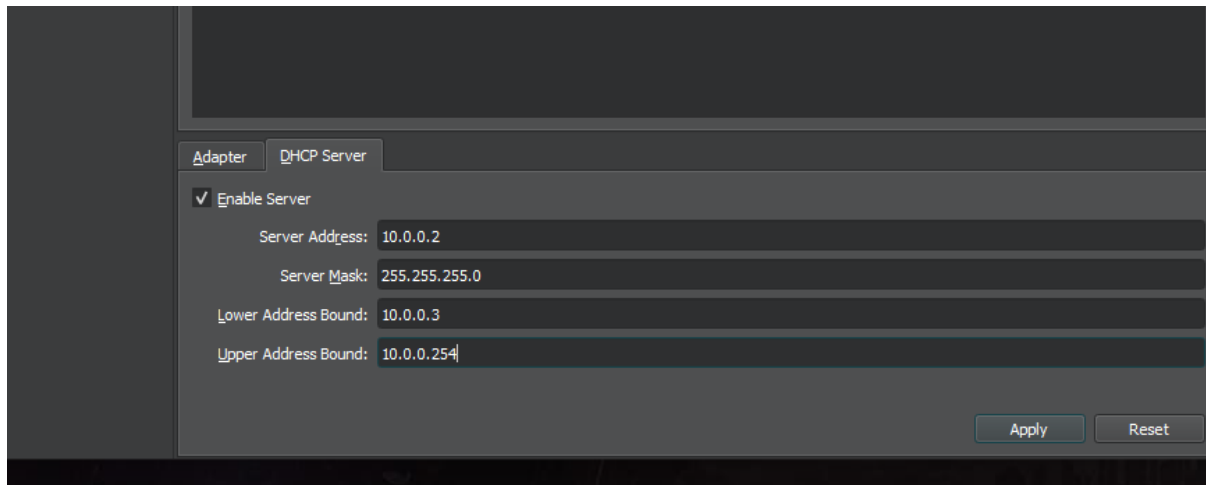 Adapter DHCP Server
Enable Server
Server Address: 10.0.0.2
Server Mask: 255.255.255.0
Lower Address Bound: 10.0.0.3
Upper Address Bound: 10.0.0.254
Apply Reset